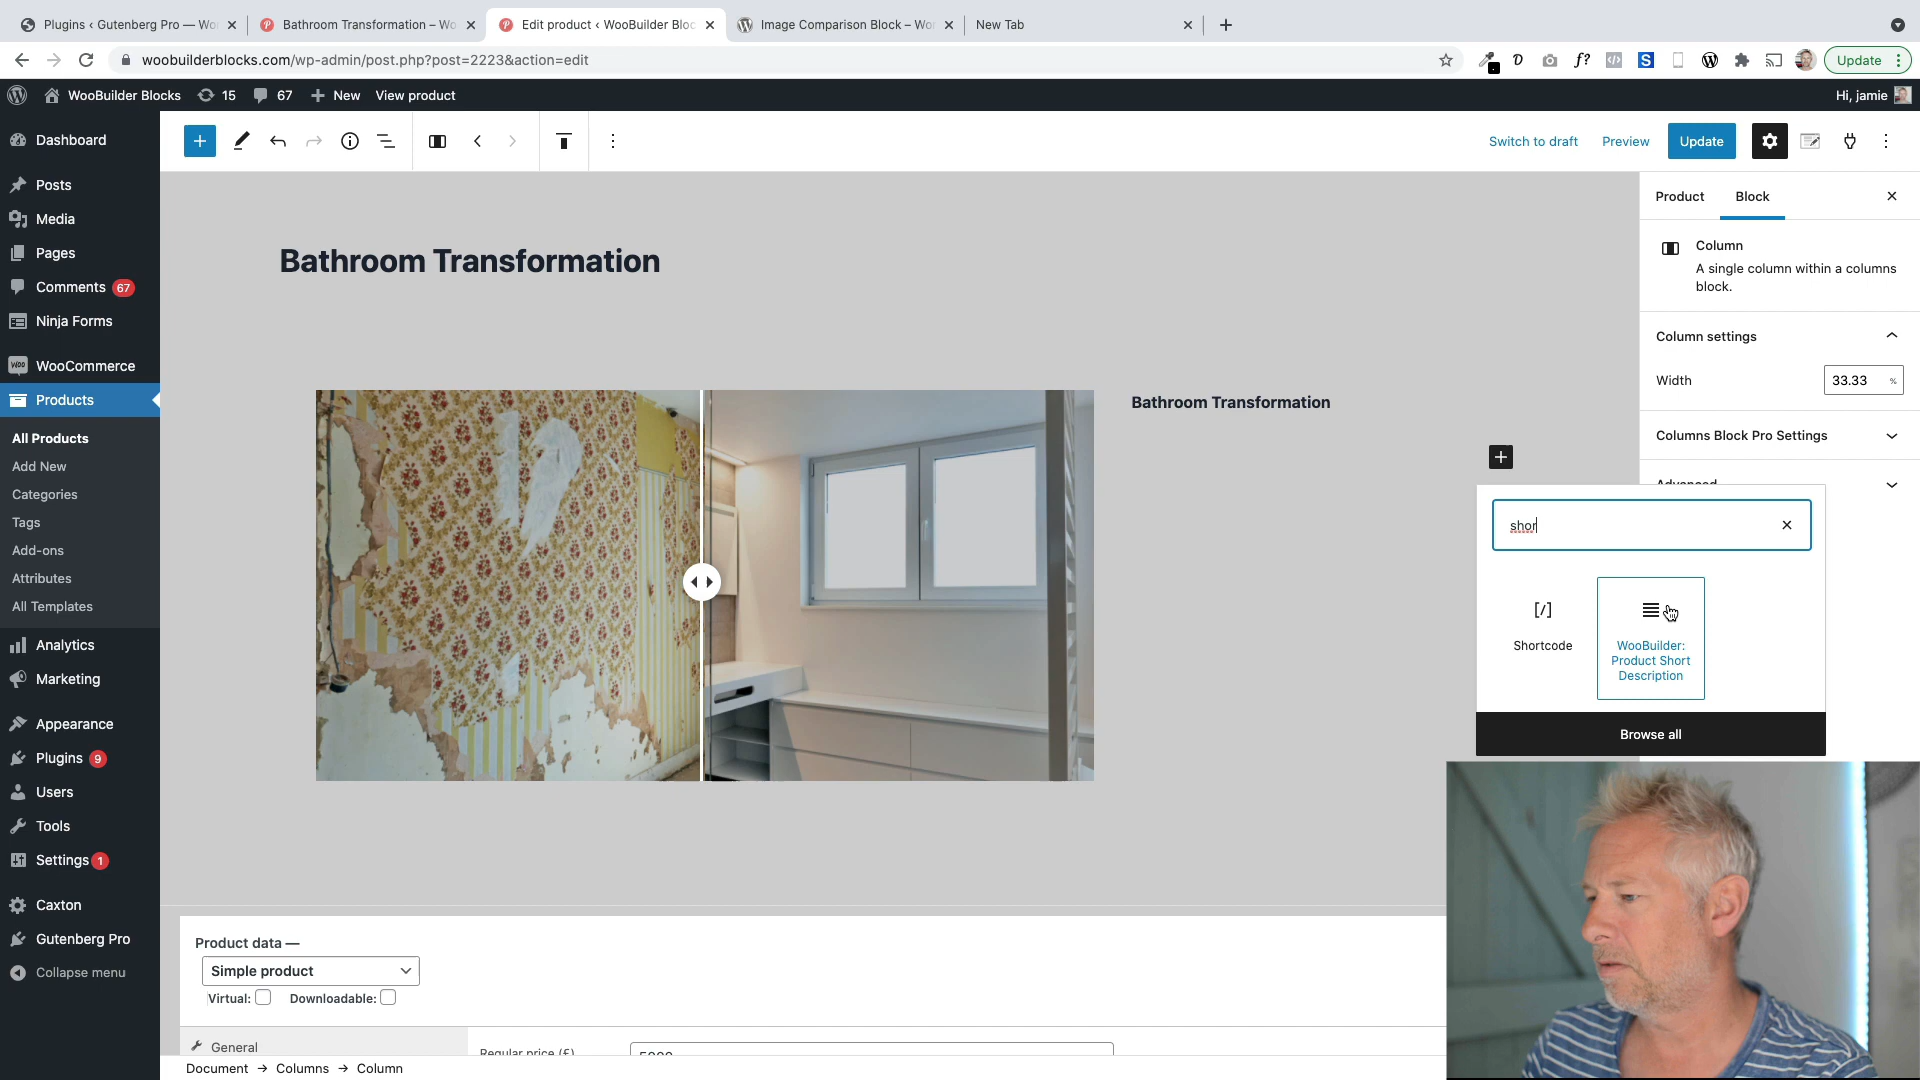 Plugins ‹ Gutenberg Pro — Wo
Bathroom Transformation – Wo
Edit product ‹ WooBuilder Bloc
Image Comparison Block – Wor
New Tab
woobuilderblocks.com/wp-admin/post.php?post=2223&action=edit
Update
WooBuilder Blocks
15
67
New
View product
Hi, jamie
Dashboard
Posts
Media
Pages
Comments 67
Ninja Forms
WooCommerce
Products
All Products
Add New
Categories
Tags
Add-ons
Attributes
All Templates
Analytics
Marketing
Appearance
Plugins 9
Users
Tools
Settings 1
Caxton
Gutenberg Pro
Collapse menu
Switch to draft
Preview
Update
Bathroom Transformation
Bathroom Transformation
Product
Block
Column
A single column within a columns
block.
Column settings
Width
33.33 %
Columns Block Pro Settings
Advanced
shor
[/]
Shortcode
WooBuilder:
Product Short
Description
Browse all
Product data —
Simple product
Virtual:
Downloadable:
General
Regular price (£)
5000
Document → Columns → Column